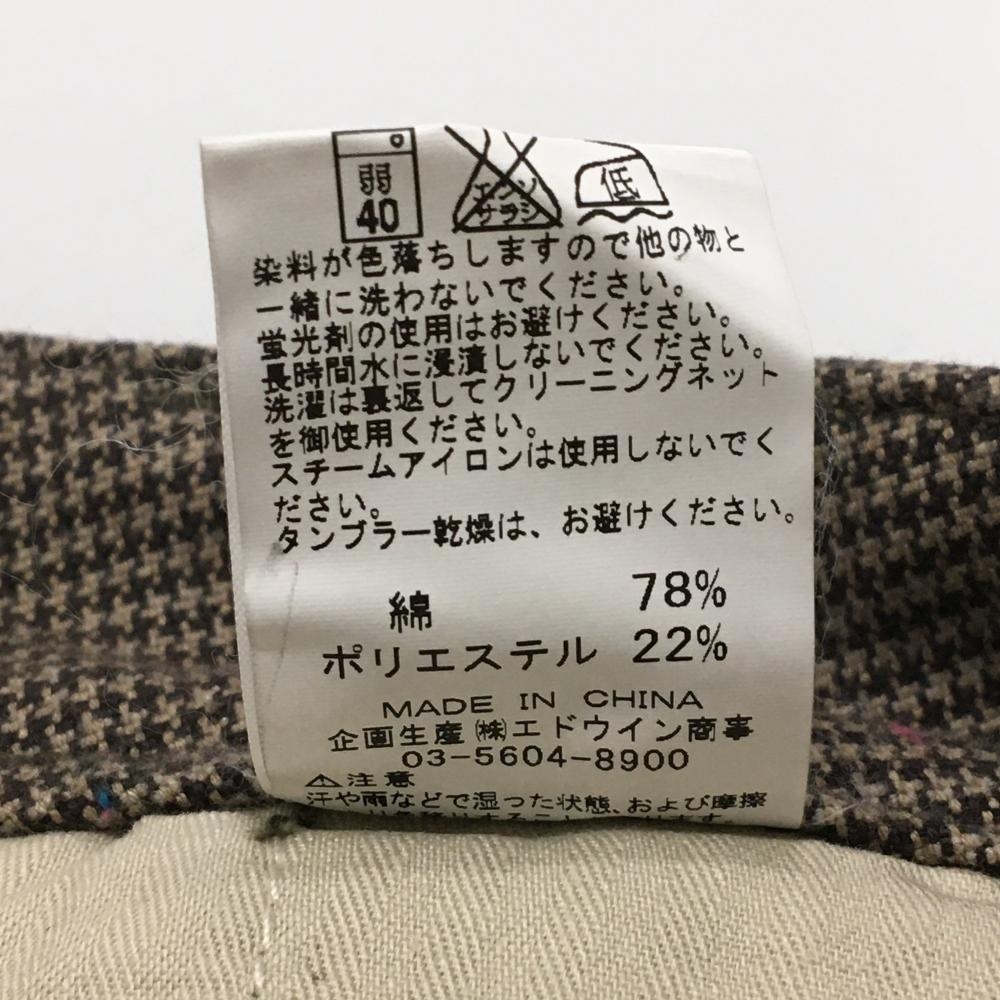 弱
40
エンソ
サラシ
低
染料が色落ちしますので他の物と
一緒に洗わないでください。
蛍光剤の使用はお避けください。
長時間水に浸漬しないでください。
洗濯は裏返してクリーニングネット
を御使用ください。
スチームアイロンは使用しないでく
ださい。
タンブラー乾燥は、お避けください。
綿 78%
ポリエステル 22%
MADE IN CHINA
企画生産㈱エドウイン商事
03-5604-8900
⚠注意
汗や雨などで湿った状態、および摩擦